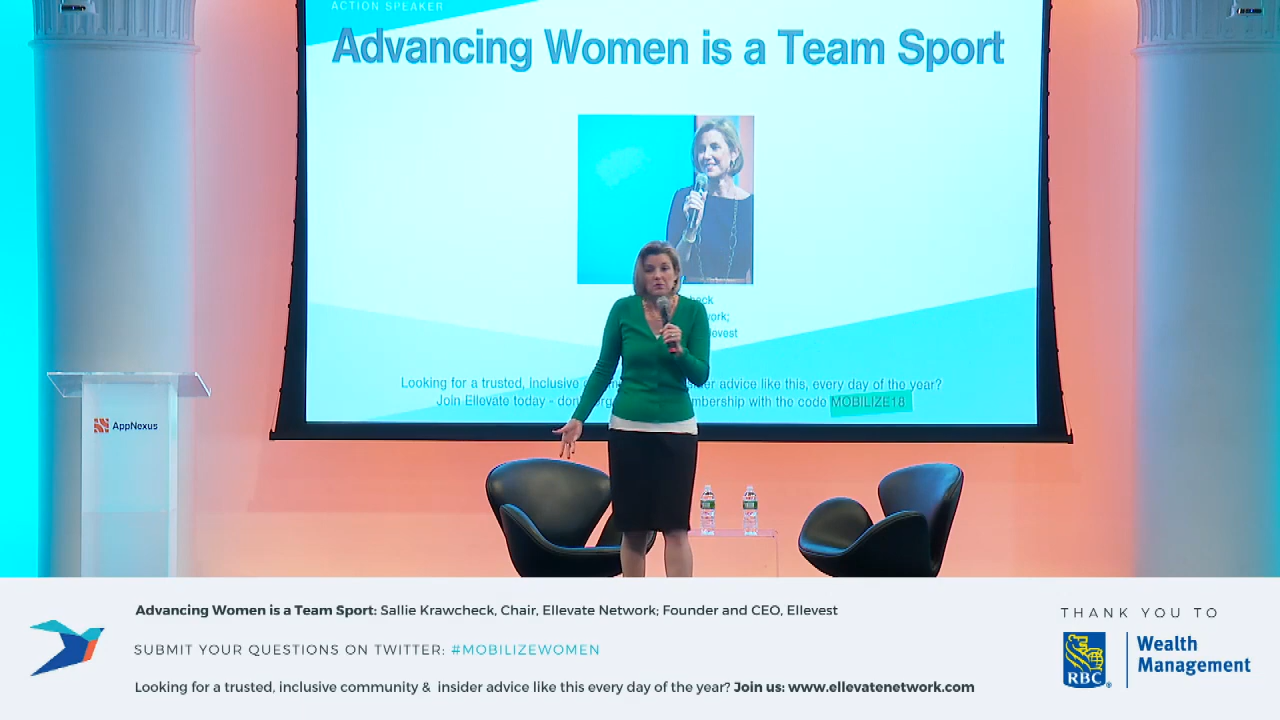 ACTION SPEAKER
Advancing Women is a Team Sport
Looking for a trusted, inclusive advice like this, every day of the year?
Join Ellevate today - with the code MOBILIZE18
AppNexus
Advancing Women is a Team Sport: Sallie Krawcheck, Chair, Ellevate Network; Founder and CEO, Ellevest
SUBMIT YOUR QUESTIONS ON TWITTER: #MOBILIZEWOMEN
Looking for a trusted, inclusive community & insider advice like this every day of the year? Join us: www.ellevatenetwork.com
THANK YOU TO
RBC
®
Wealth
Management